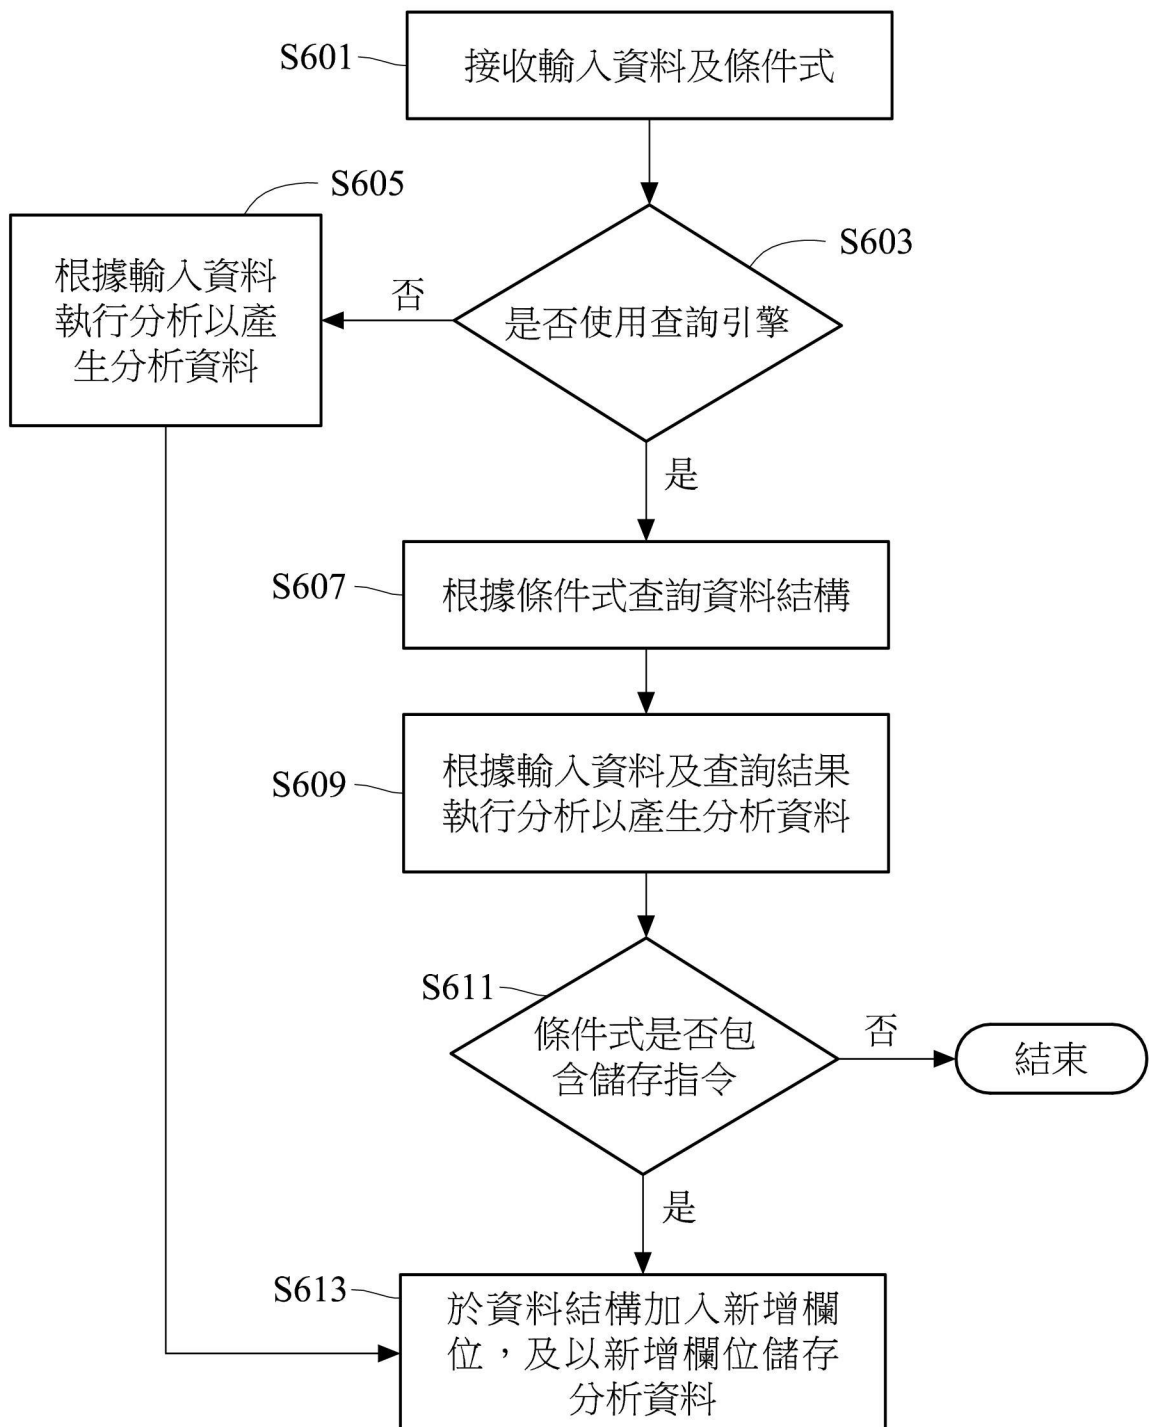 S601
接收輸入資料及條件式
S605
S603
根據輸入資料
執行分析以產
生分析資料
否
是否使用查詢引擎
是
S607
根據條件式查詢資料結構
S609
根據輸入資料及查詢結果
執行分析以產生分析資料
S611
條件式是否包
含儲存指令
否
結束
是
S613
於資料結構加入新增欄
位，及以新增欄位儲存
分析資料